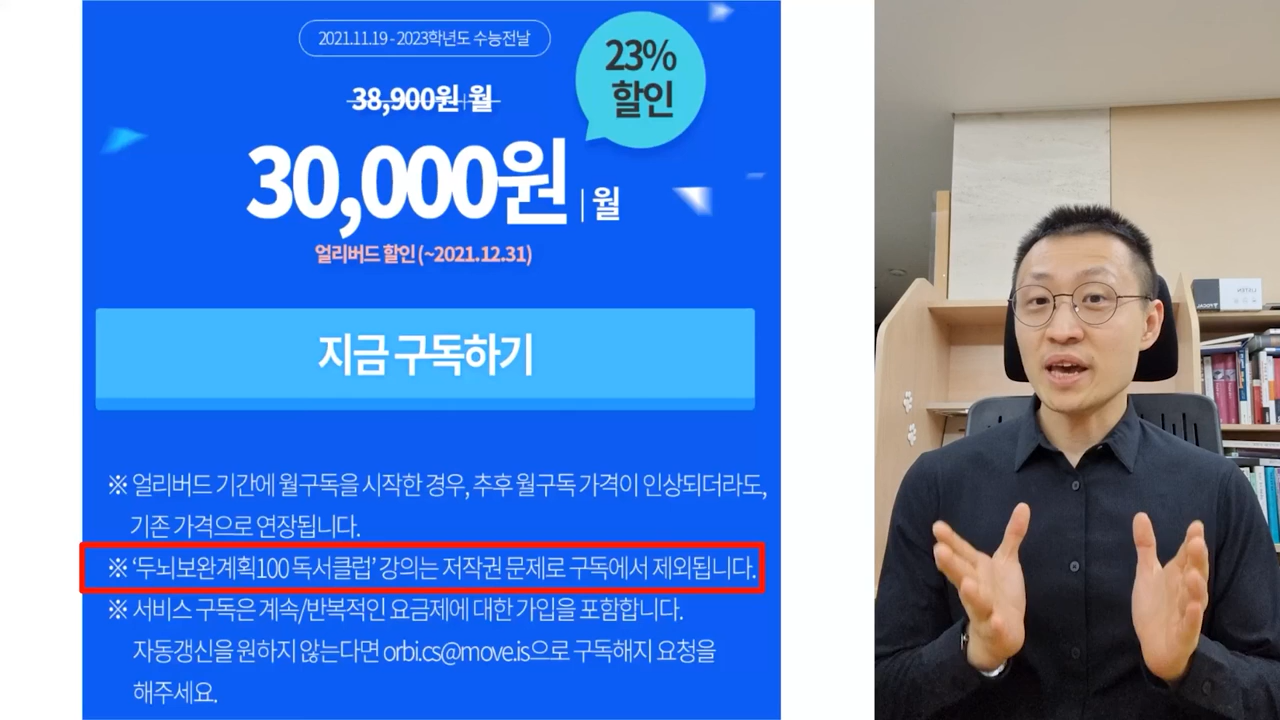 2021.11.19 - 2023학년도 수능전날
23%
할인
38,900원 | 월
30,000원 | 월
얼리버드 할인 (~2021.12.31)
지금 구독하기
※ 얼리버드 기간에 월구독을 시작한 경우, 추후 월구독 가격이 인상되더라도,
기존 가격으로 연장됩니다.
※ '두뇌보완계획100 독서클럽' 강의는 저작권 문제로 구독에서 제외됩니다.
※ 서비스 구독은 계속/반복적인 요금제에 대한 가입을 포함합니다.
자동갱신을 원하지 않는다면 orbi.cs@move.is으로 구독해지 요청을
해주세요.